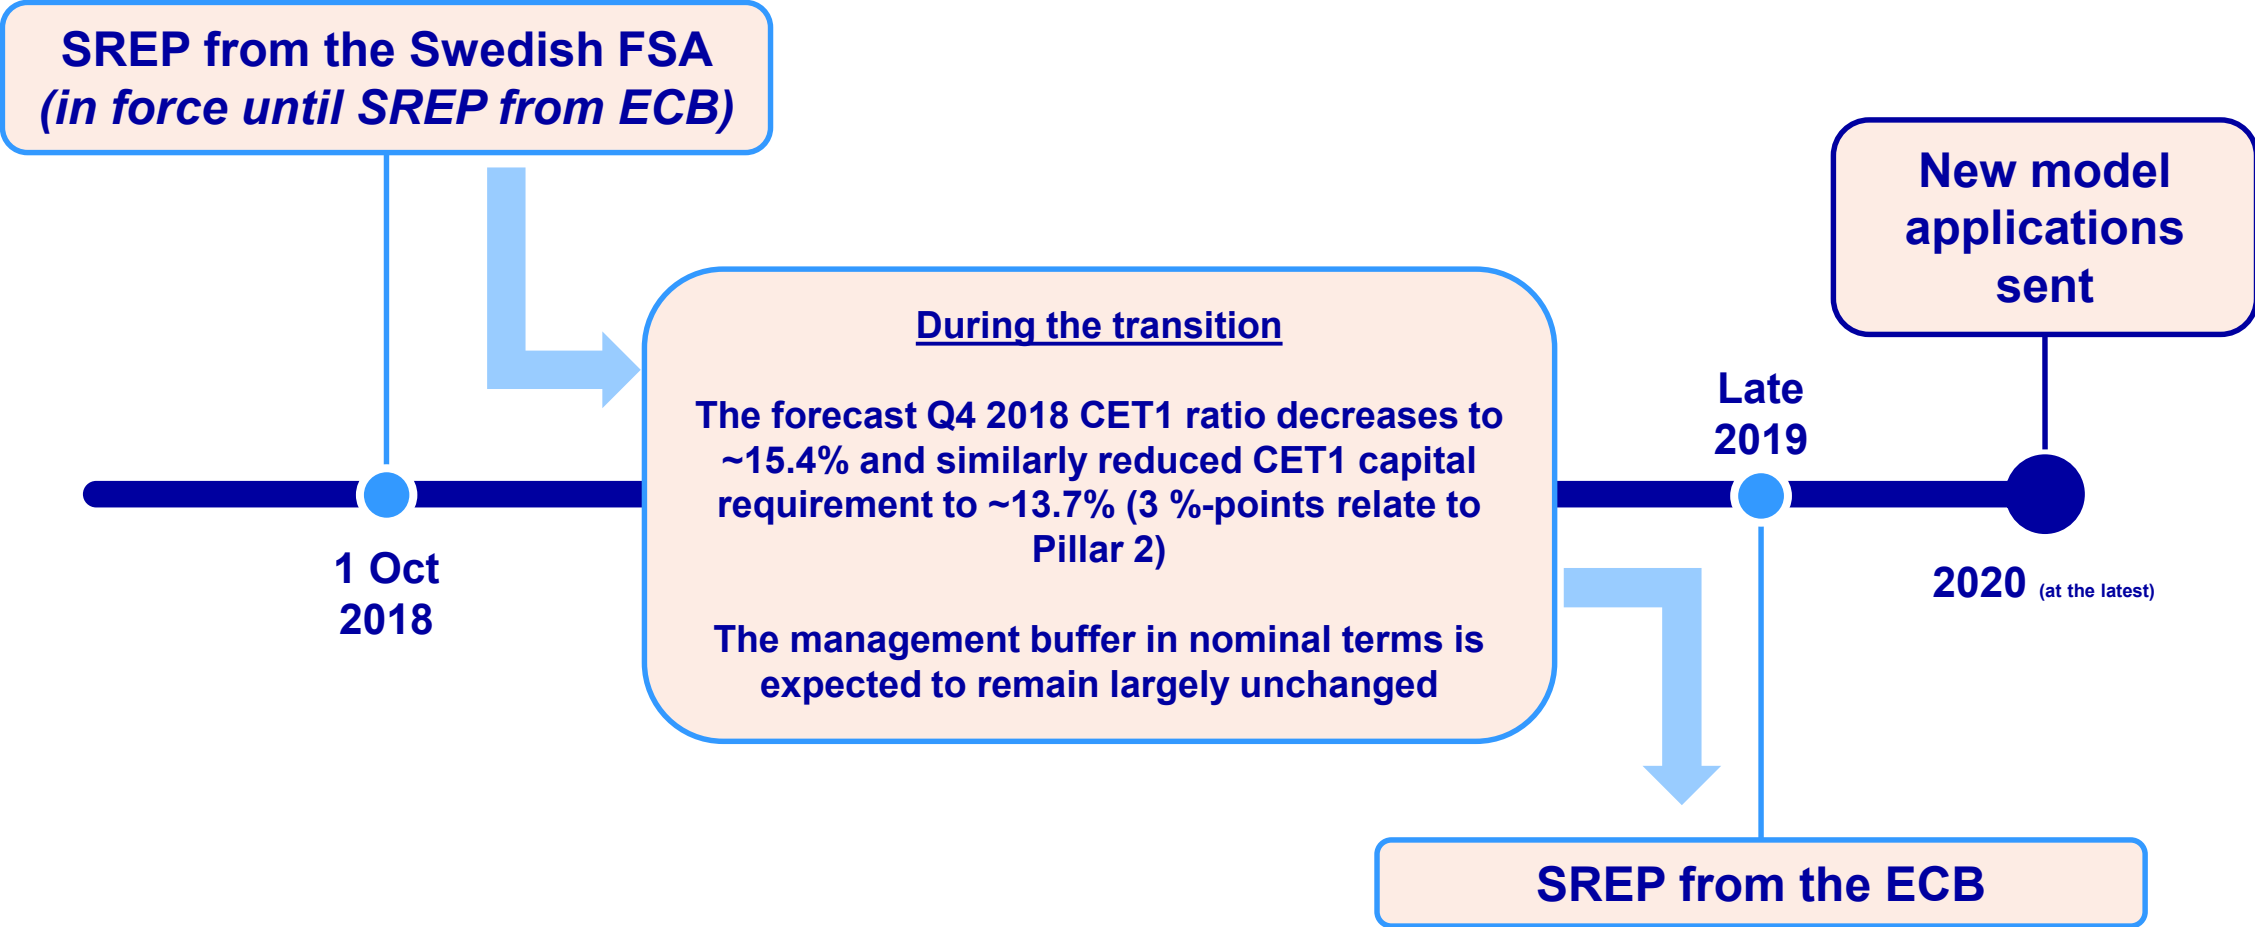 SREP from the Swedish FSA
(in force until SREP from ECB)
New model
applications
sent
During the transition
The forecast Q4 2018 CET1 ratio decreases to
~15.4% and similarly reduced CET1 capital
requirement to ~13.7% (3 %-points relate to
Pillar 2)
The management buffer in nominal terms is
expected to remain largely unchanged
Late
2019
1 Oct
2018
2020 (at the latest)
SREP from the ECB